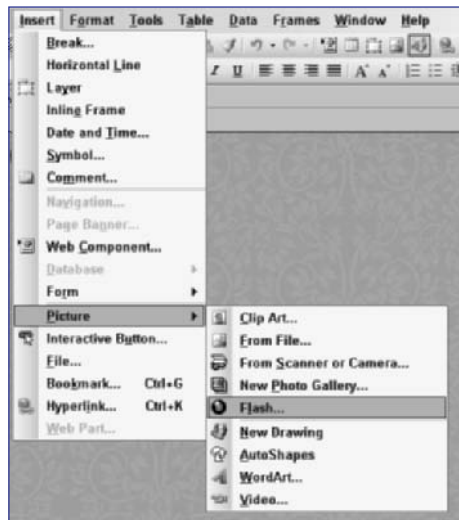 Insert Format Tools Table Data Frames Window Help
Break...
Horizontal Line
Layer
Inling Frame
Date and Time...
Symbol...
Comment...
Navigation...
Page Banner...
Web Component...
Database
Form
Picture
Clip Art...
Interactive Button...
From File...
File...
From Scanner or Camera...
Bookmark... Ctrl+G
New Photo Gallery...
Hyperlink... Ctrl+K
Flash...
Web Part...
New Drawing
AutoShapes
WordArt...
Video...